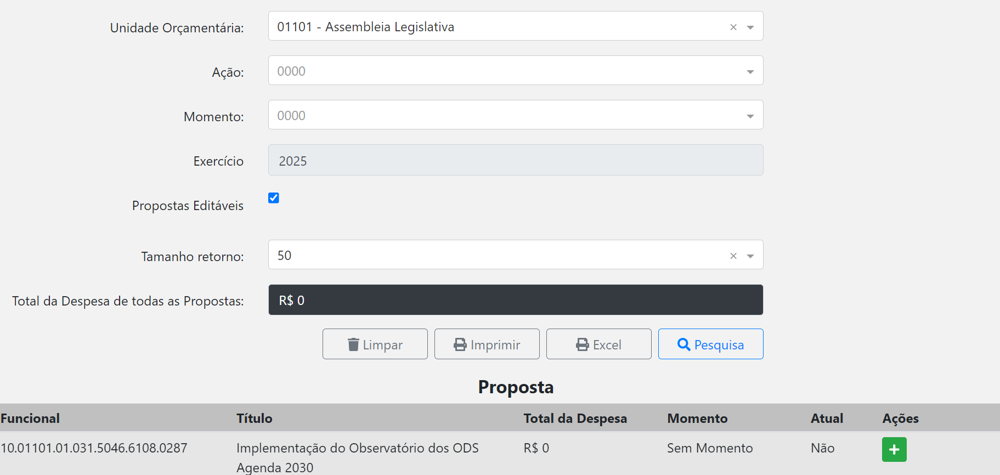 Unidade Orçamentária: 01101 - Assembleia Legislativa
Ação: 0000
Momento: 0000
Exercício 2025
Propostas Editáveis
Tamanho retorno: 50
Total da Despesa de todas as Propostas: R$ 0
Limpar Imprimir Excel Pesquisa
Proposta
Funcional Título Total da Despesa Momento Atual Ações
10.01101.01.031.5046.6108.0287 Implementação do Observatório dos ODS R$ 0 Sem Momento Não
Agenda 2030